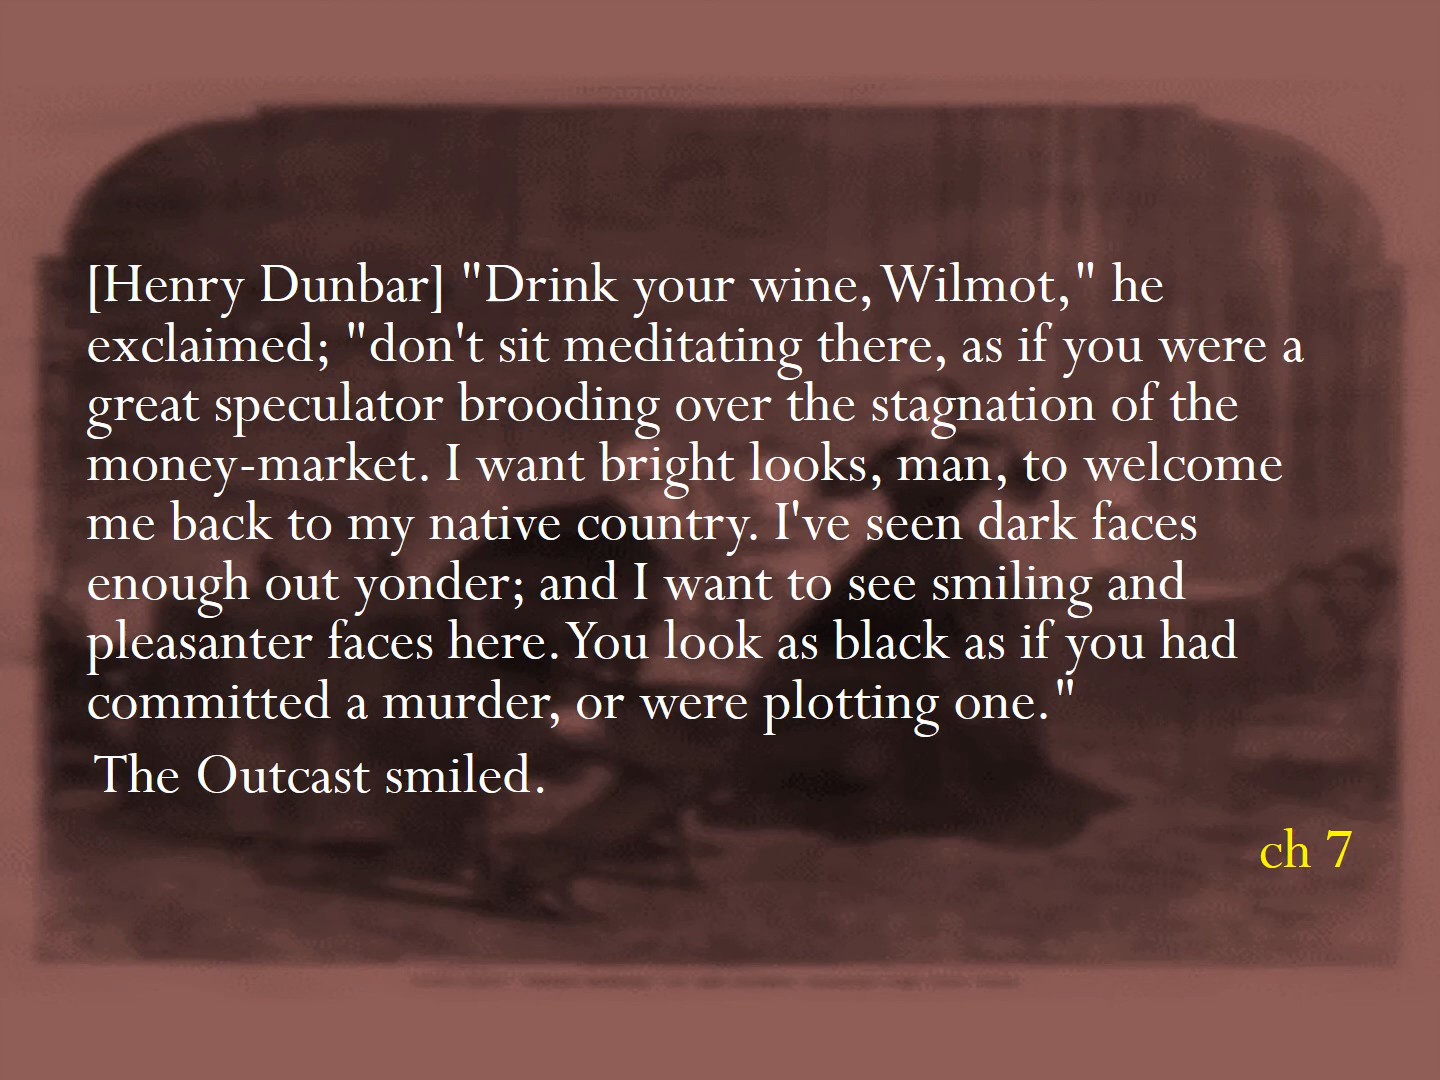 [Henry Dunbar] "Drink your wine, Wilmot," he
exclaimed; "don't sit meditating there, as if you were a
great speculator brooding over the stagnation of the
money-market. I want bright looks, man, to welcome
me back to my native country. I've seen dark faces
enough out yonder; and I want to see smiling and
pleasanter faces here. You look as black as if you had
committed a murder, or were plotting one."
The Outcast smiled.
ch 7